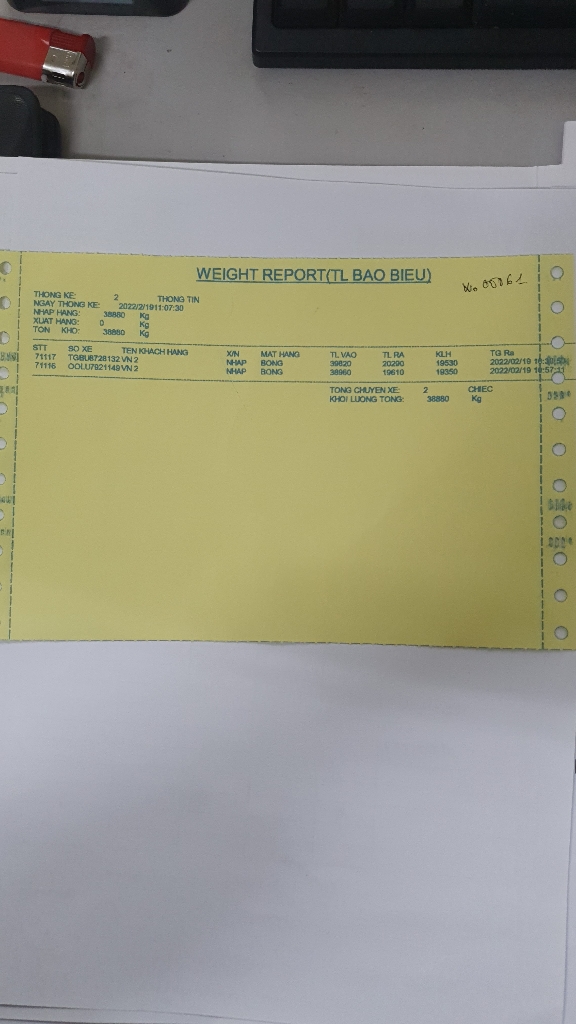 WEIGHT REPORT(TL BAO BIEU)
THONG KE: 2 THONG TIN
NGAY THONG KE: 2022/2/1911:07:30
NHAP HANG: 38880 Kg
XUAT HANG: 0 Kg
TON KHO: 38880 Kg
STT SO XE TEN KHACH HANG X/N MAT HANG TL VAO TL RA KLH TG Ra
71117 TGBU8728132 VN 2 NHAP BONG 39820 20290 19530 2022/02/19
71116 OOLU7921149 VN 2 NHAP BONG 38960 19610 19350 2022/02/19 10:57:11
TONG CHUYEN XE: 2 CHIEC
KHOI LUONG TONG: 38880 Kg